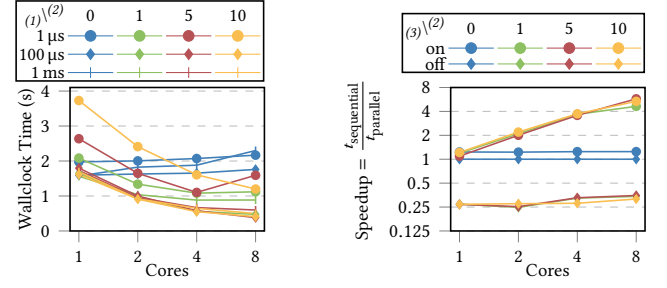 (1)\(2) 0 1 5 10
1 µs
100 µs
1 ms
Wallclock Time (s)
4
3
2
1
0
1 2 4 8
Cores
(3)\(2) 0 1 5 10
on
off
Speedup = t_sequential / t_parallel
8
4
2
1
0.5
0.25
0.125
1 2 4 8
Cores